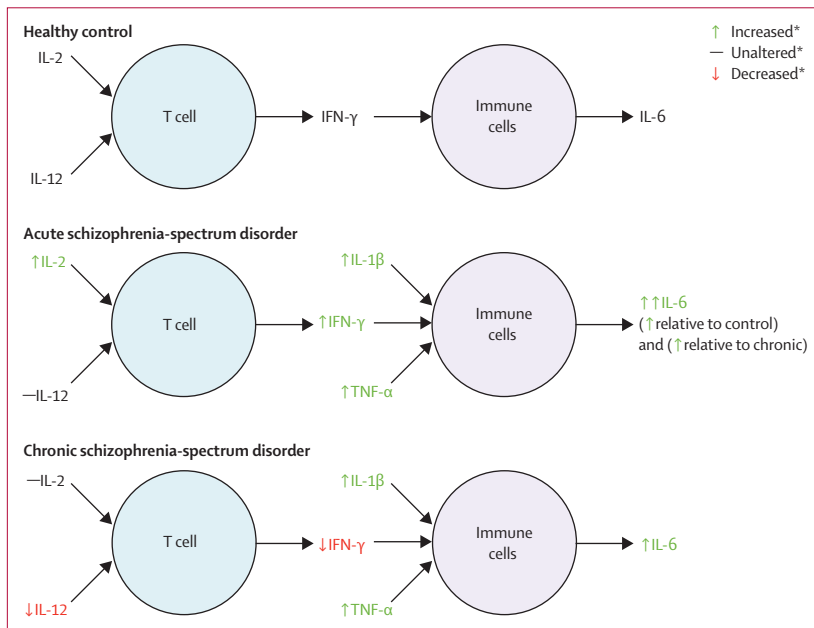 Healthy control
↑ Increased*
— Unaltered*
↓ Decreased*
IL-2
T cell
IFN-γ
Immune
cells
IL-6
IL-12
Acute schizophrenia-spectrum disorder
↑IL-2
↑IL-1β
T cell
↑IFN-γ
Immune
cells
↑↑IL-6
(↑relative to control)
and (↑relative to chronic)
—IL-12
↑TNF-α
Chronic schizophrenia-spectrum disorder
—IL-2
↑IL-1β
T cell
↓IFN-γ
Immune
cells
↑IL-6
↓IL-12
↑TNF-α